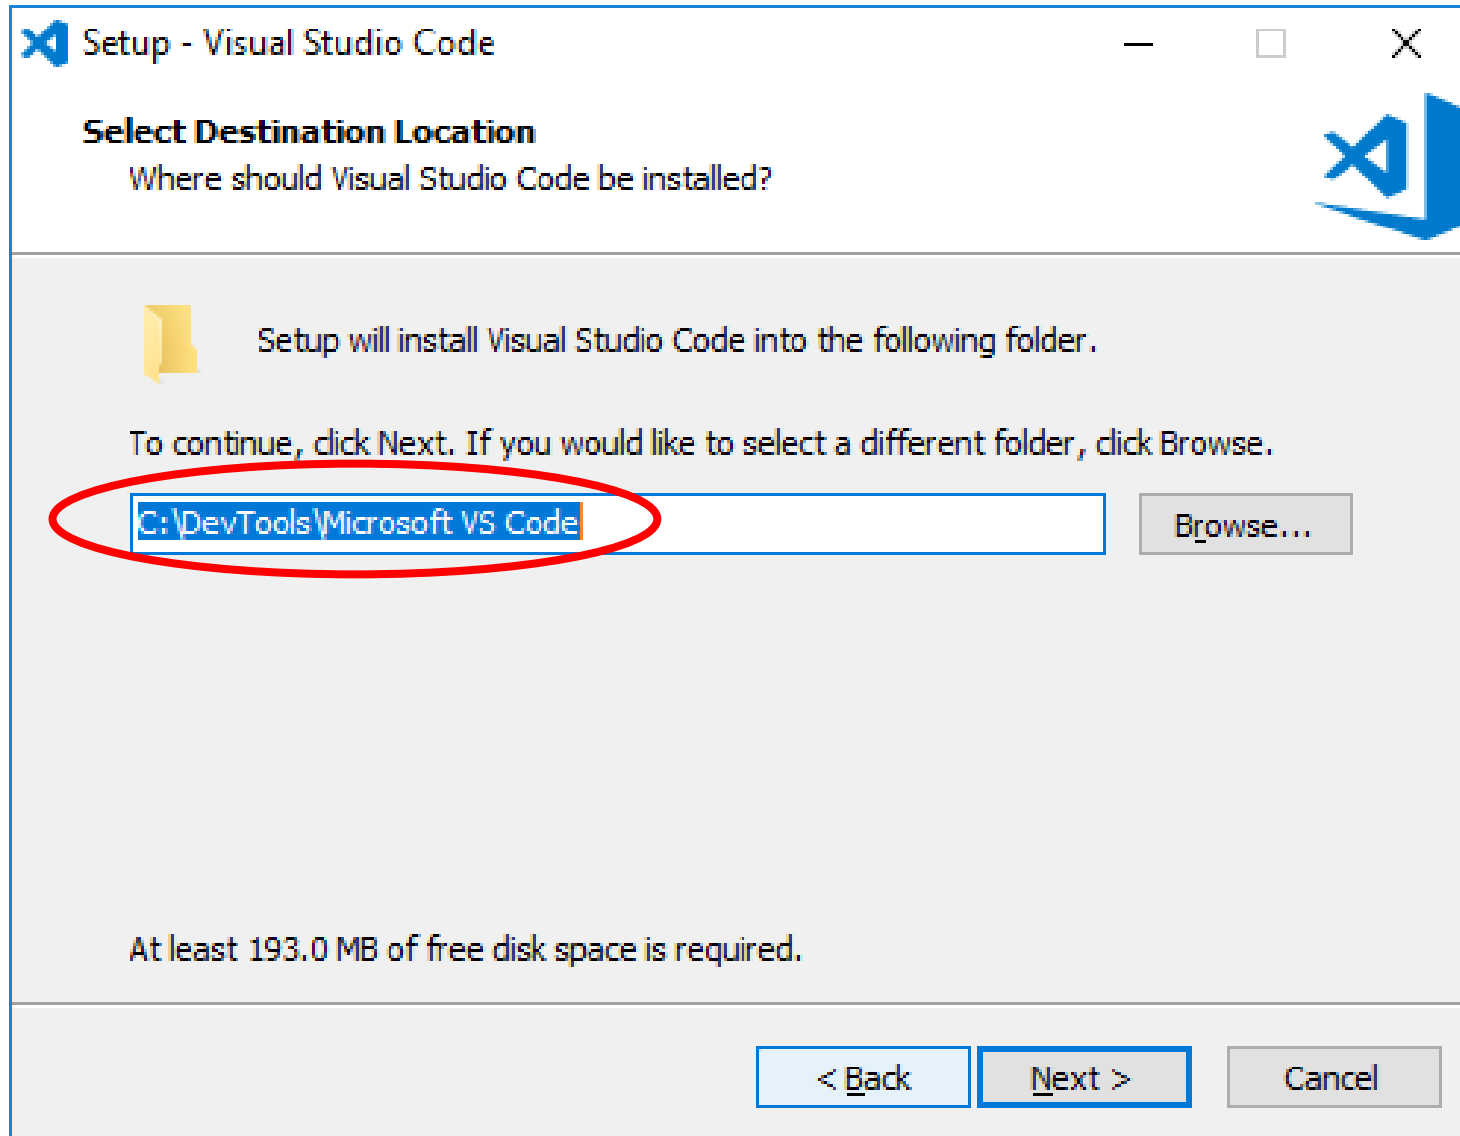 Setup - Visual Studio Code
Select Destination Location
Where should Visual Studio Code be installed?
Setup will install Visual Studio Code into the following folder.
To continue, click Next. If you would like to select a different folder, click Browse.
C:\DevTools\Microsoft VS Code
Browse...
At least 193.0 MB of free disk space is required.
< Back
Next >
Cancel